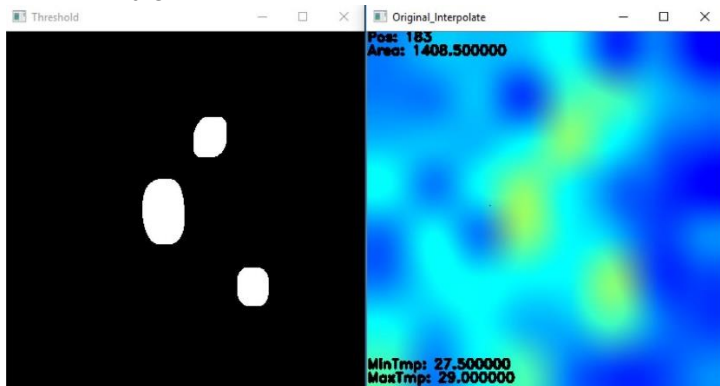 Threshold
Original_Interpolate
Pos: 183
Area: 1408.500000
MinTmp: 27.500000
MaxTmp: 29.000000